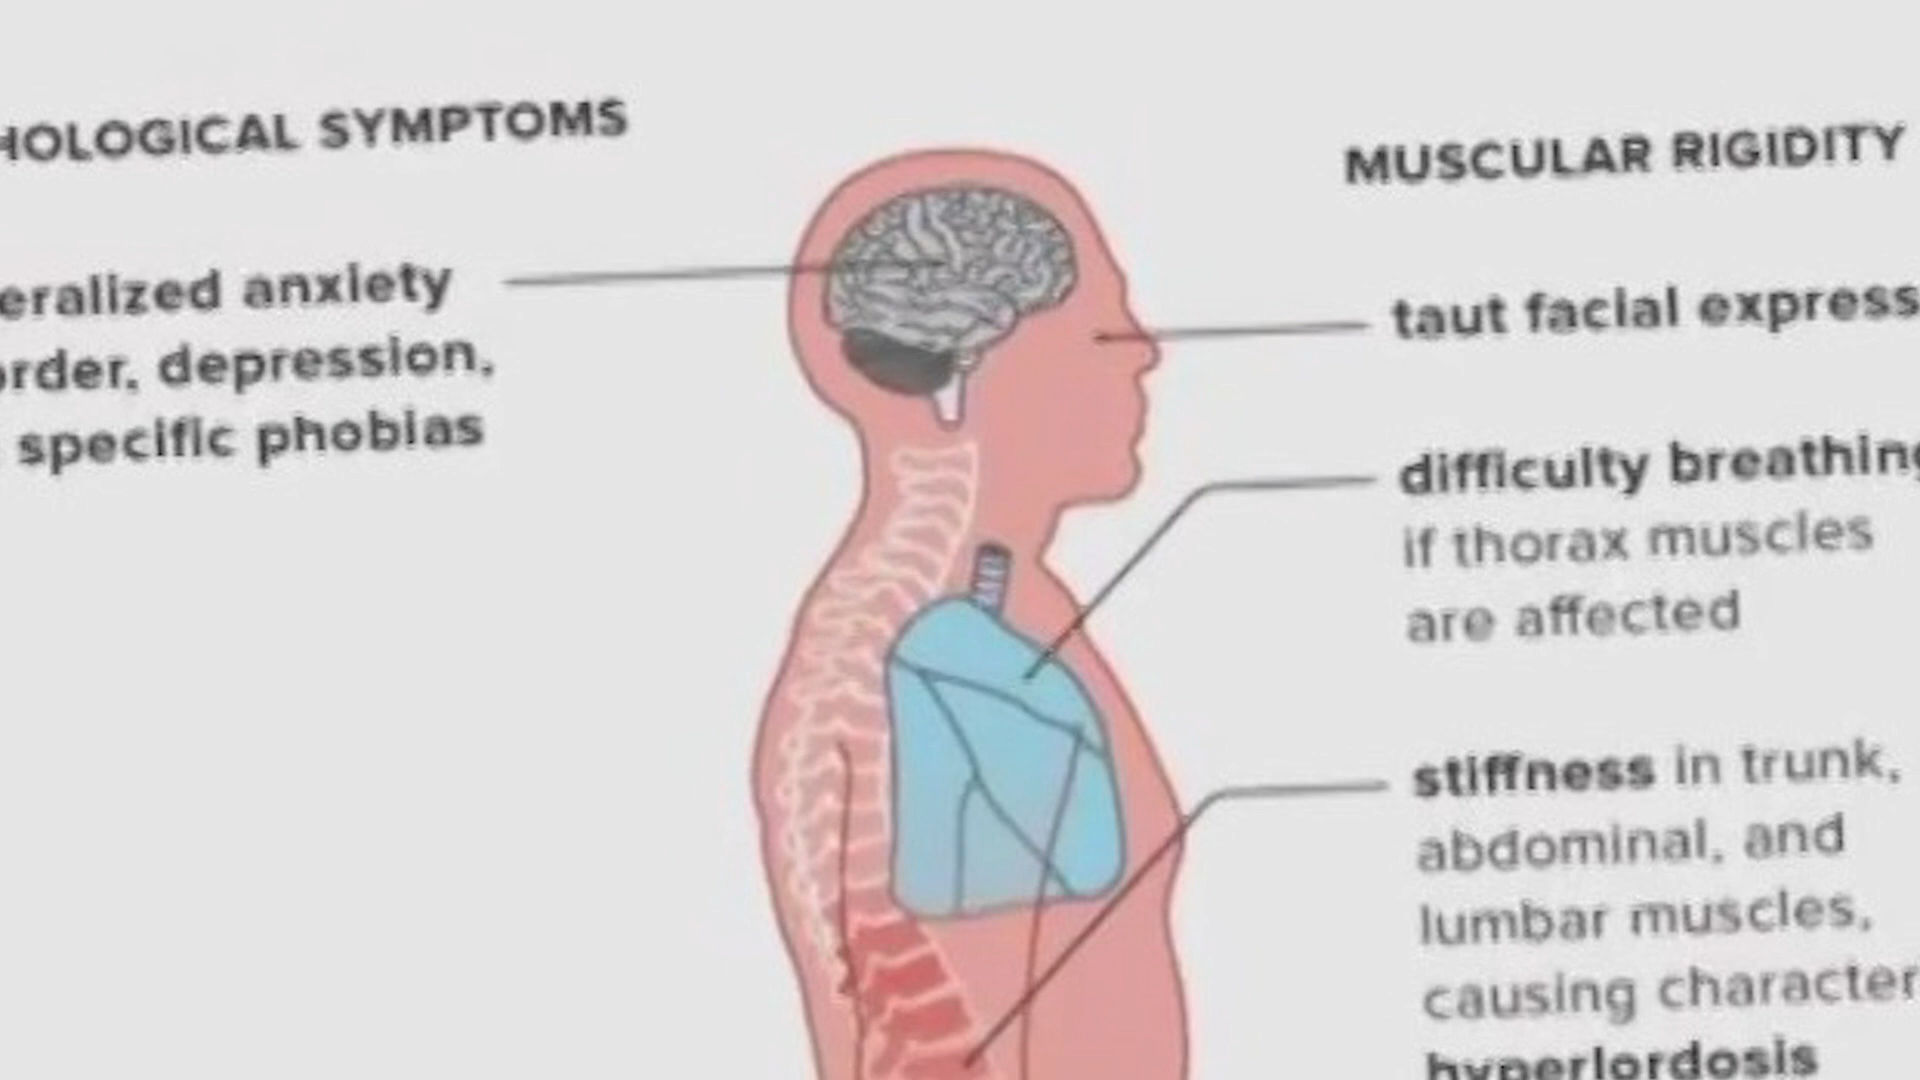 HOLOGICAL SYMPTOMS
eralized anxiety
order, depression,
specific phobias
MUSCULAR RIGIDITY
taut facial express
difficulty breathing
if thorax muscles
are affected
stiffness in trunk,
abdominal, and
lumbar muscles,
causing character
hyperlordosis